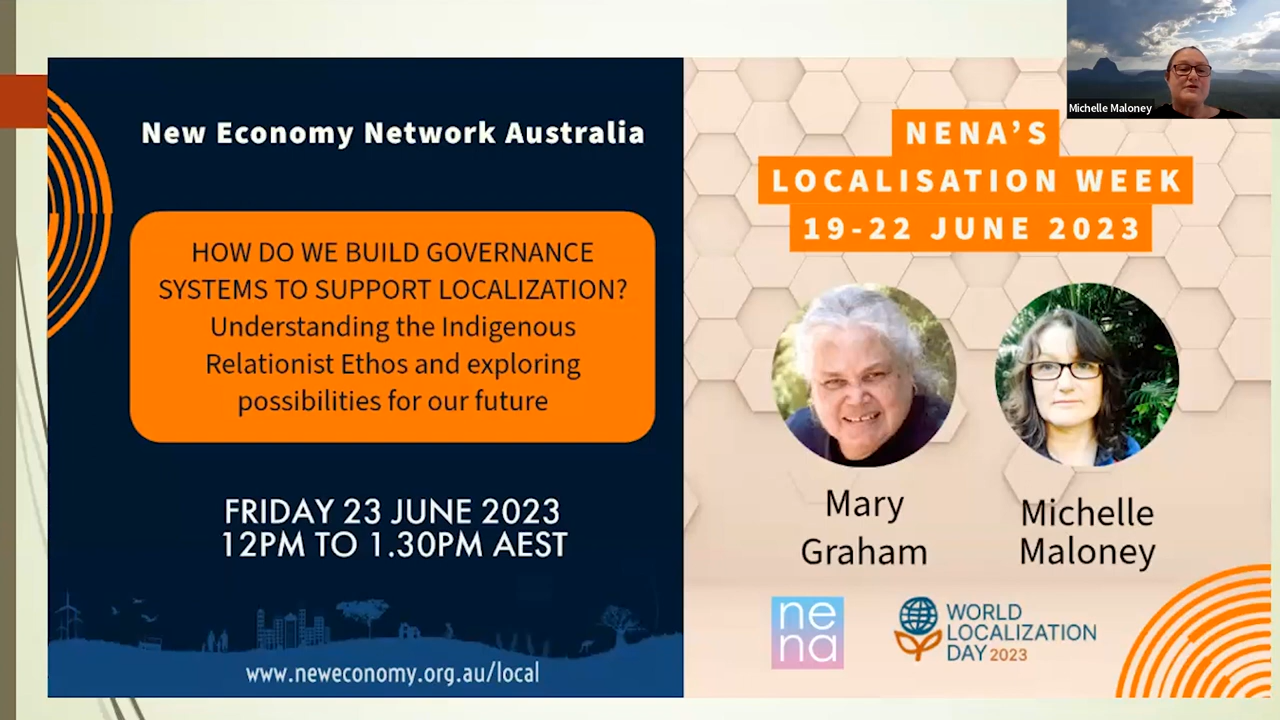 Michelle Maloney
New Economy Network Australia
HOW DO WE BUILD GOVERNANCE
SYSTEMS TO SUPPORT LOCALIZATION?
Understanding the Indigenous
Relationist Ethos and exploring
possibilities for our future
FRIDAY 23 JUNE 2023
12PM TO 1.30PM AEST
www.neweconomy.org.au/local
NENA'S
LOCALISATION WEEK
19-22 JUNE 2023
Mary
Graham
Michelle
Maloney
ne
na
WORLD
LOCALIZATION
DAY 2023